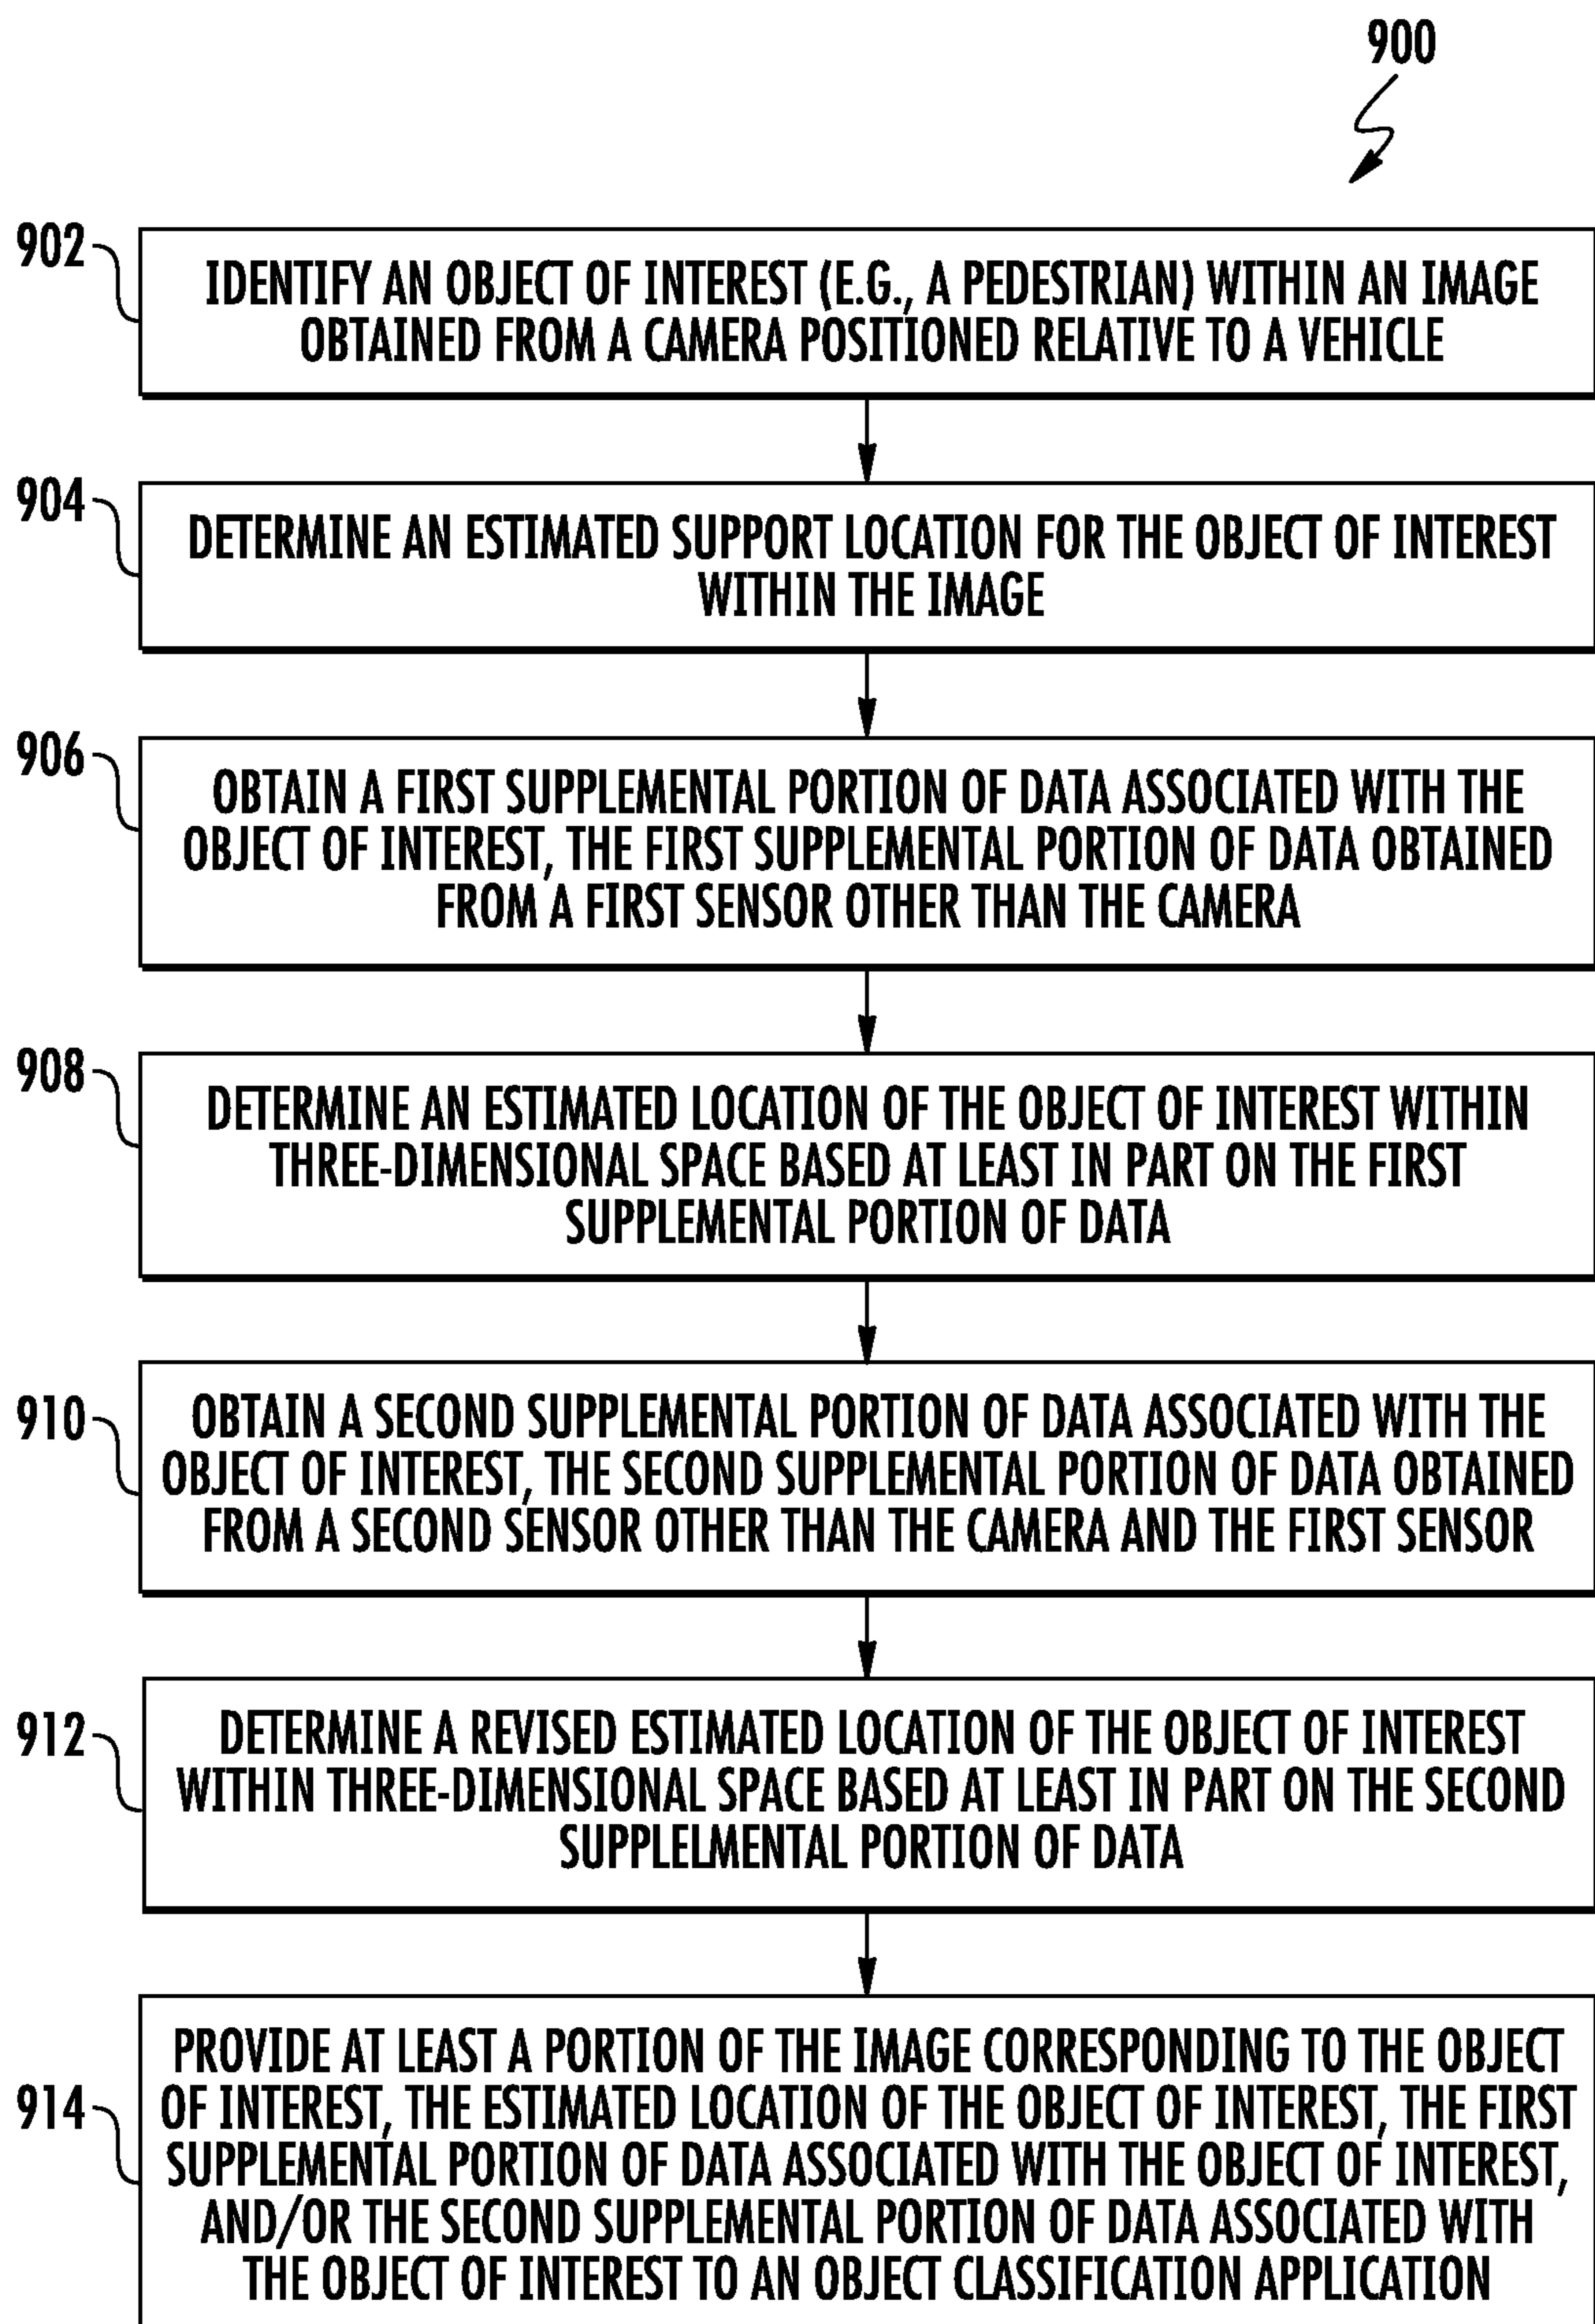 900
902
IDENTIFY AN OBJECT OF INTEREST (E.G., A PEDESTRIAN) WITHIN AN IMAGE
OBTAINED FROM A CAMERA POSITIONED RELATIVE TO A VEHICLE
904
DETERMINE AN ESTIMATED SUPPORT LOCATION FOR THE OBJECT OF INTEREST
WITHIN THE IMAGE
906
OBTAIN A FIRST SUPPLEMENTAL PORTION OF DATA ASSOCIATED WITH THE
OBJECT OF INTEREST, THE FIRST SUPPLEMENTAL PORTION OF DATA OBTAINED
FROM A FIRST SENSOR OTHER THAN THE CAMERA
908
DETERMINE AN ESTIMATED LOCATION OF THE OBJECT OF INTEREST WITHIN
THREE-DIMENSIONAL SPACE BASED AT LEAST IN PART ON THE FIRST
SUPPLEMENTAL PORTION OF DATA
910
OBTAIN A SECOND SUPPLEMENTAL PORTION OF DATA ASSOCIATED WITH THE
OBJECT OF INTEREST, THE SECOND SUPPLEMENTAL PORTION OF DATA OBTAINED
FROM A SECOND SENSOR OTHER THAN THE CAMERA AND THE FIRST SENSOR
912
DETERMINE A REVISED ESTIMATED LOCATION OF THE OBJECT OF INTEREST
WITHIN THREE-DIMENSIONAL SPACE BASED AT LEAST IN PART ON THE SECOND
SUPPLELMENTAL PORTION OF DATA
914
PROVIDE AT LEAST A PORTION OF THE IMAGE CORRESPONDING TO THE OBJECT
OF INTEREST, THE ESTIMATED LOCATION OF THE OBJECT OF INTEREST, THE FIRST
SUPPLEMENTAL PORTION OF DATA ASSOCIATED WITH THE OBJECT OF INTEREST,
AND/OR THE SECOND SUPPLEMENTAL PORTION OF DATA ASSOCIATED WITH
THE OBJECT OF INTEREST TO AN OBJECT CLASSIFICATION APPLICATION